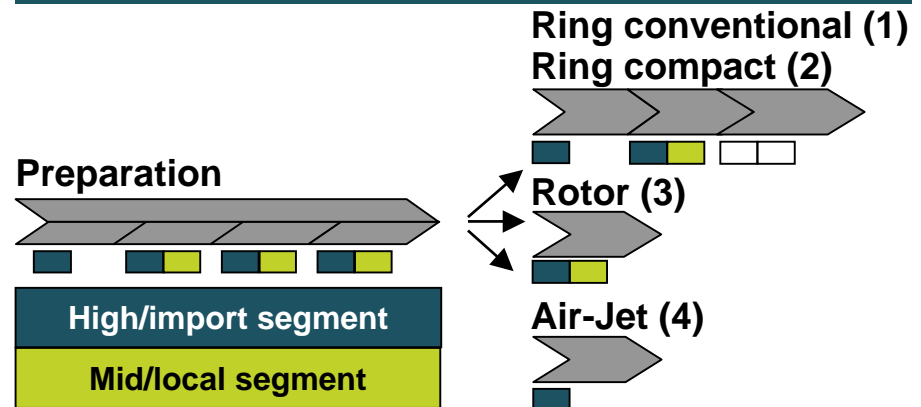 Ring conventional (1)
Ring compact (2)
Preparation
Rotor (3)
High/import segment
Air-Jet (4)
Mid/local segment